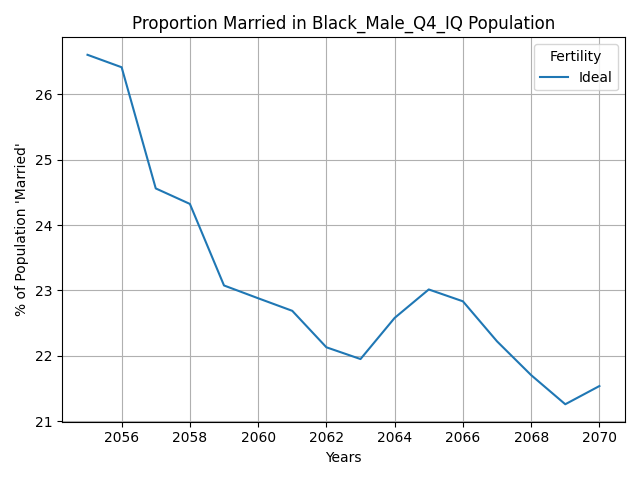 Proportion Married in Black_Male_Q4_IQ Population
Fertility
Ideal
% of Population 'Married'
26
25
24
23
22
21
2056 2058 2060 2062 2064 2066 2068 2070
Years